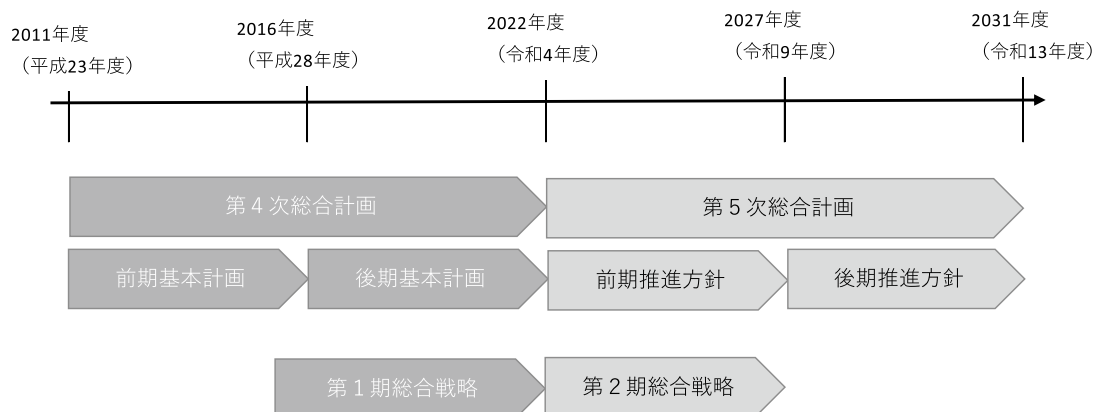 2011年度
（平成23年度）
2016年度
（平成28年度）
2022年度
（令和4年度）
2027年度
（令和9年度）
2031年度
（令和13年度）
第４次総合計画
第５次総合計画
前期基本計画
後期基本計画
前期推進方針
後期推進方針
第１期総合戦略
第２期総合戦略